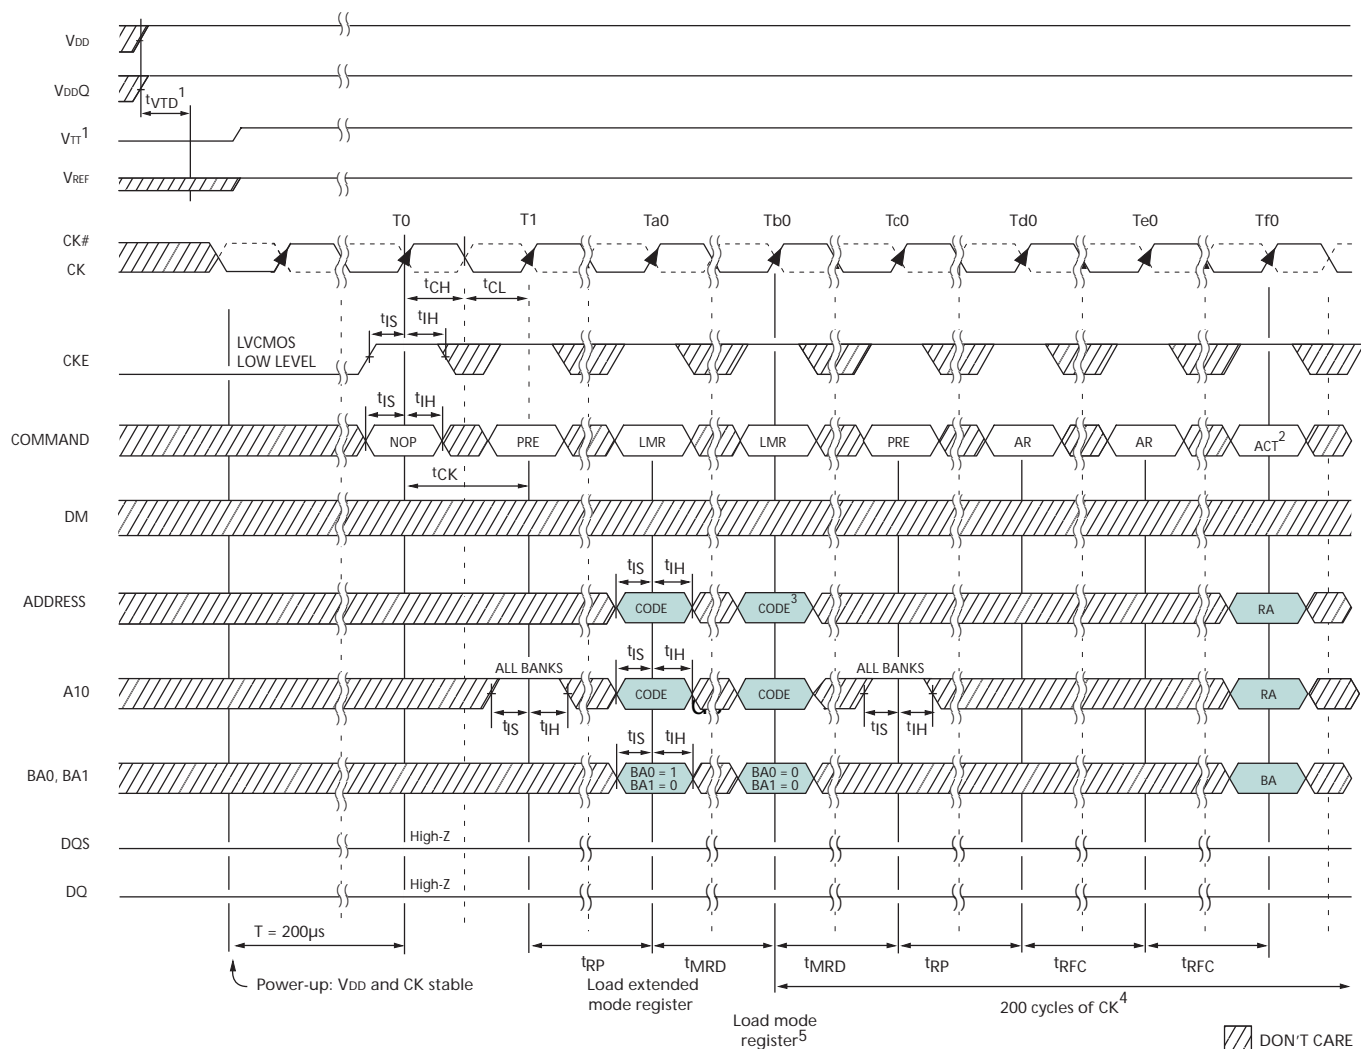 VDD
VDDQ
tVTD1
VTT1
VREF
T0 T1 Ta0 Tb0 Tc0 Td0 Te0 Tf0
CK#
CK
tCH tCL
tIS tIH
LVCMOS
LOW LEVEL
CKE
tIS tIH
COMMAND NOP PRE LMR LMR PRE AR AR ACT2
tCK
DM
tIS tIH
ADDRESS CODE CODE3 RA
tIS tIH
ALL BANKS ALL BANKS
A10 CODE CODE RA
tIS tIH tIS tIH
tIS tIH
BA0, BA1 BA0 = 1 BA0 = 0 BA
BA1 = 0 BA1 = 0
DQS High-Z
DQ High-Z
T = 200µs
tRP tMRD tMRD tRP tRFC tRFC
Power-up: VDD and CK stable
Load extended
mode register
200 cycles of CK4
Load mode
register5
DON'T CARE